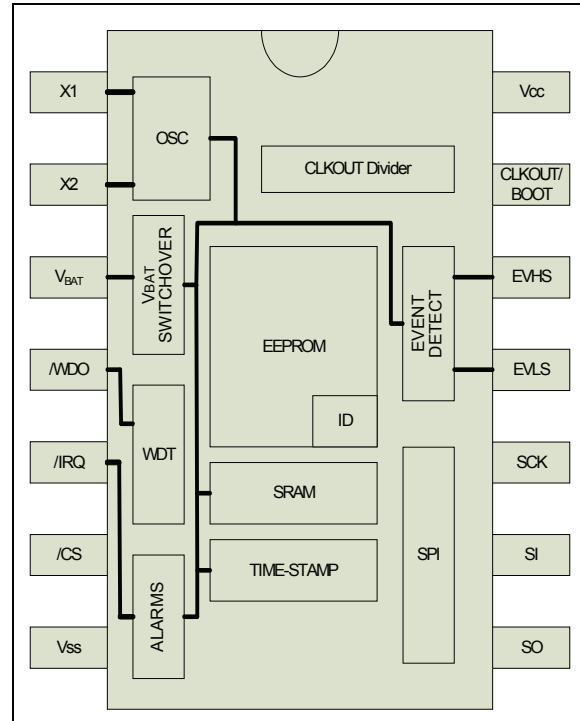 X1
X2
VBAT
/WDO
/IRQ
/CS
Vss
OSC
VBAT
SWITCHOVER
WDT
ALARMS
CLKOUT Divider
EEPROM
ID
SRAM
TIME-STAMP
EVENT
DETECT
SPI
Vcc
CLKOUT/
BOOT
EVHS
EVLS
SCK
SI
SO